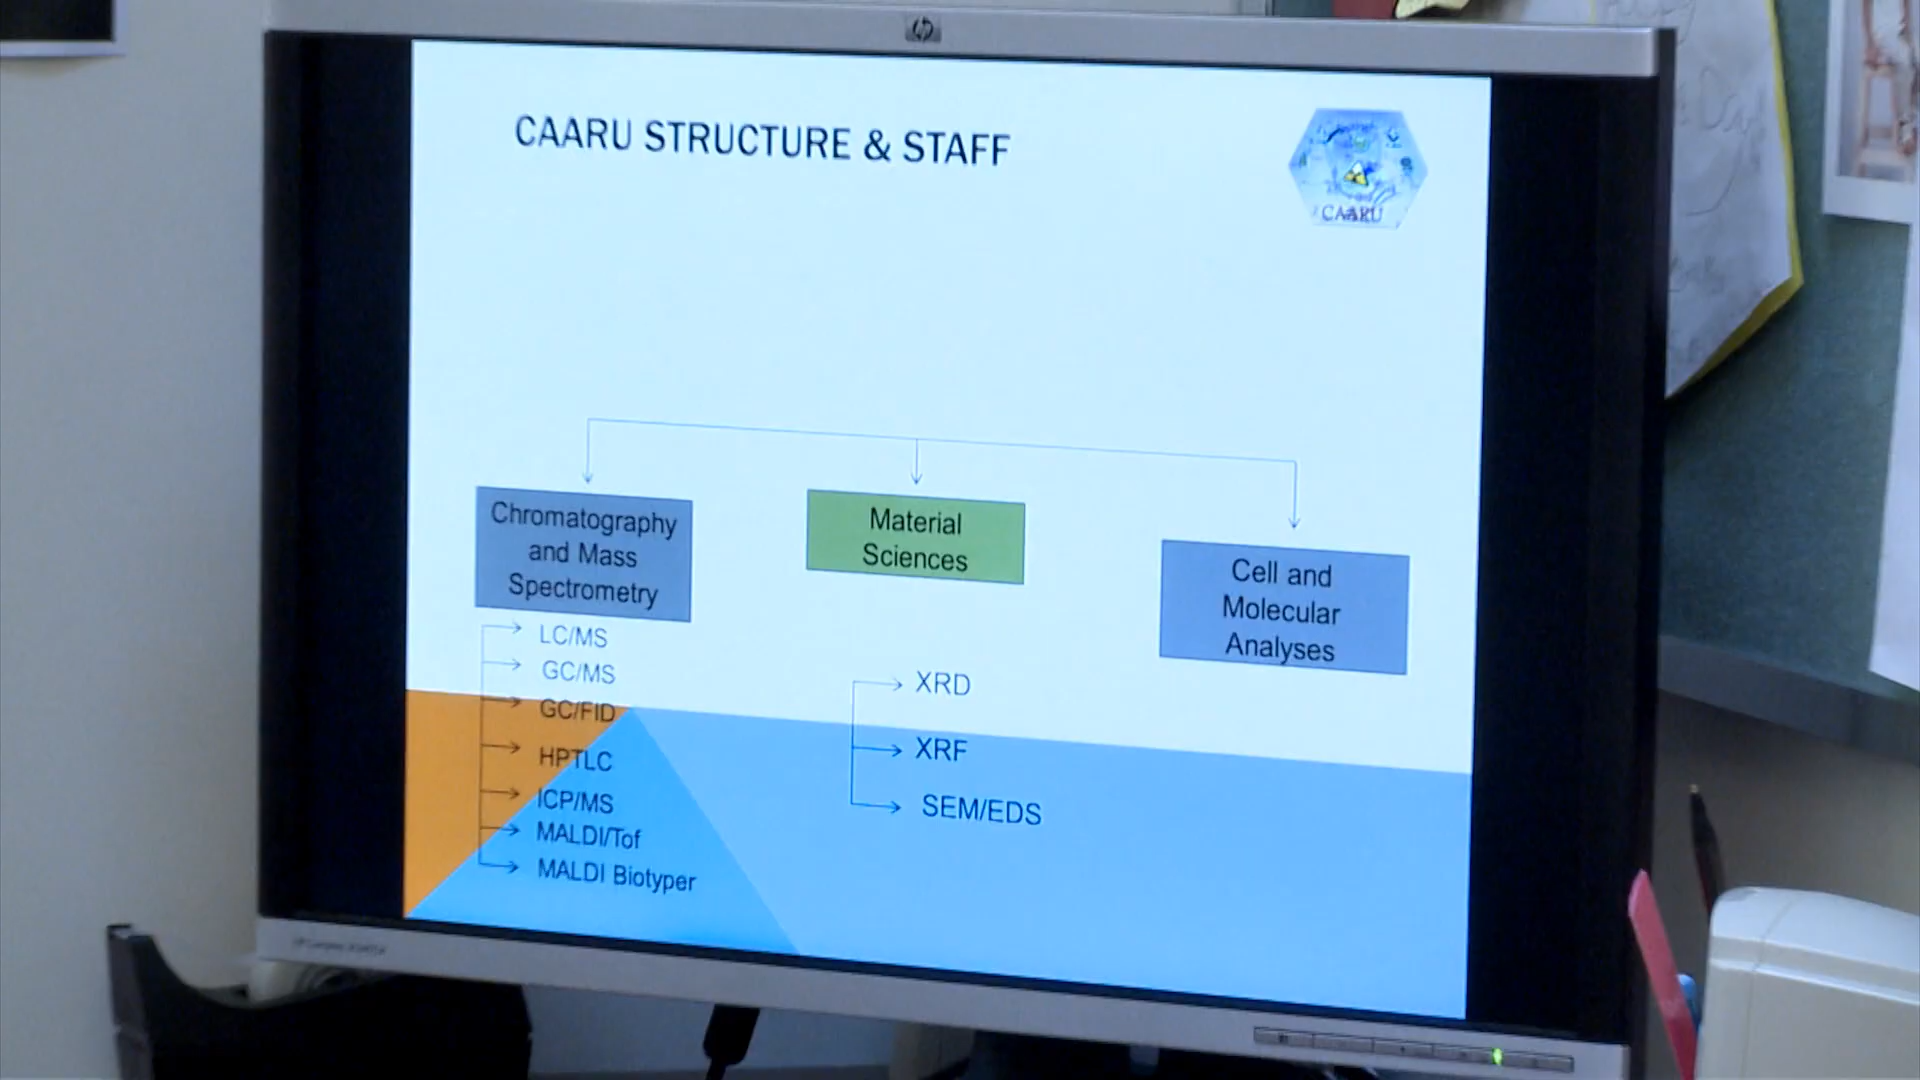 CAARU STRUCTURE & STAFF
CAARU
Chromatography
and Mass
Spectrometry
LC/MS
GC/MS
GC/FID
HPTLC
ICP/MS
MALDI/Tof
MALDI Biotyper
Material
Sciences
XRD
XRF
SEM/EDS
Cell and
Molecular
Analyses
hp